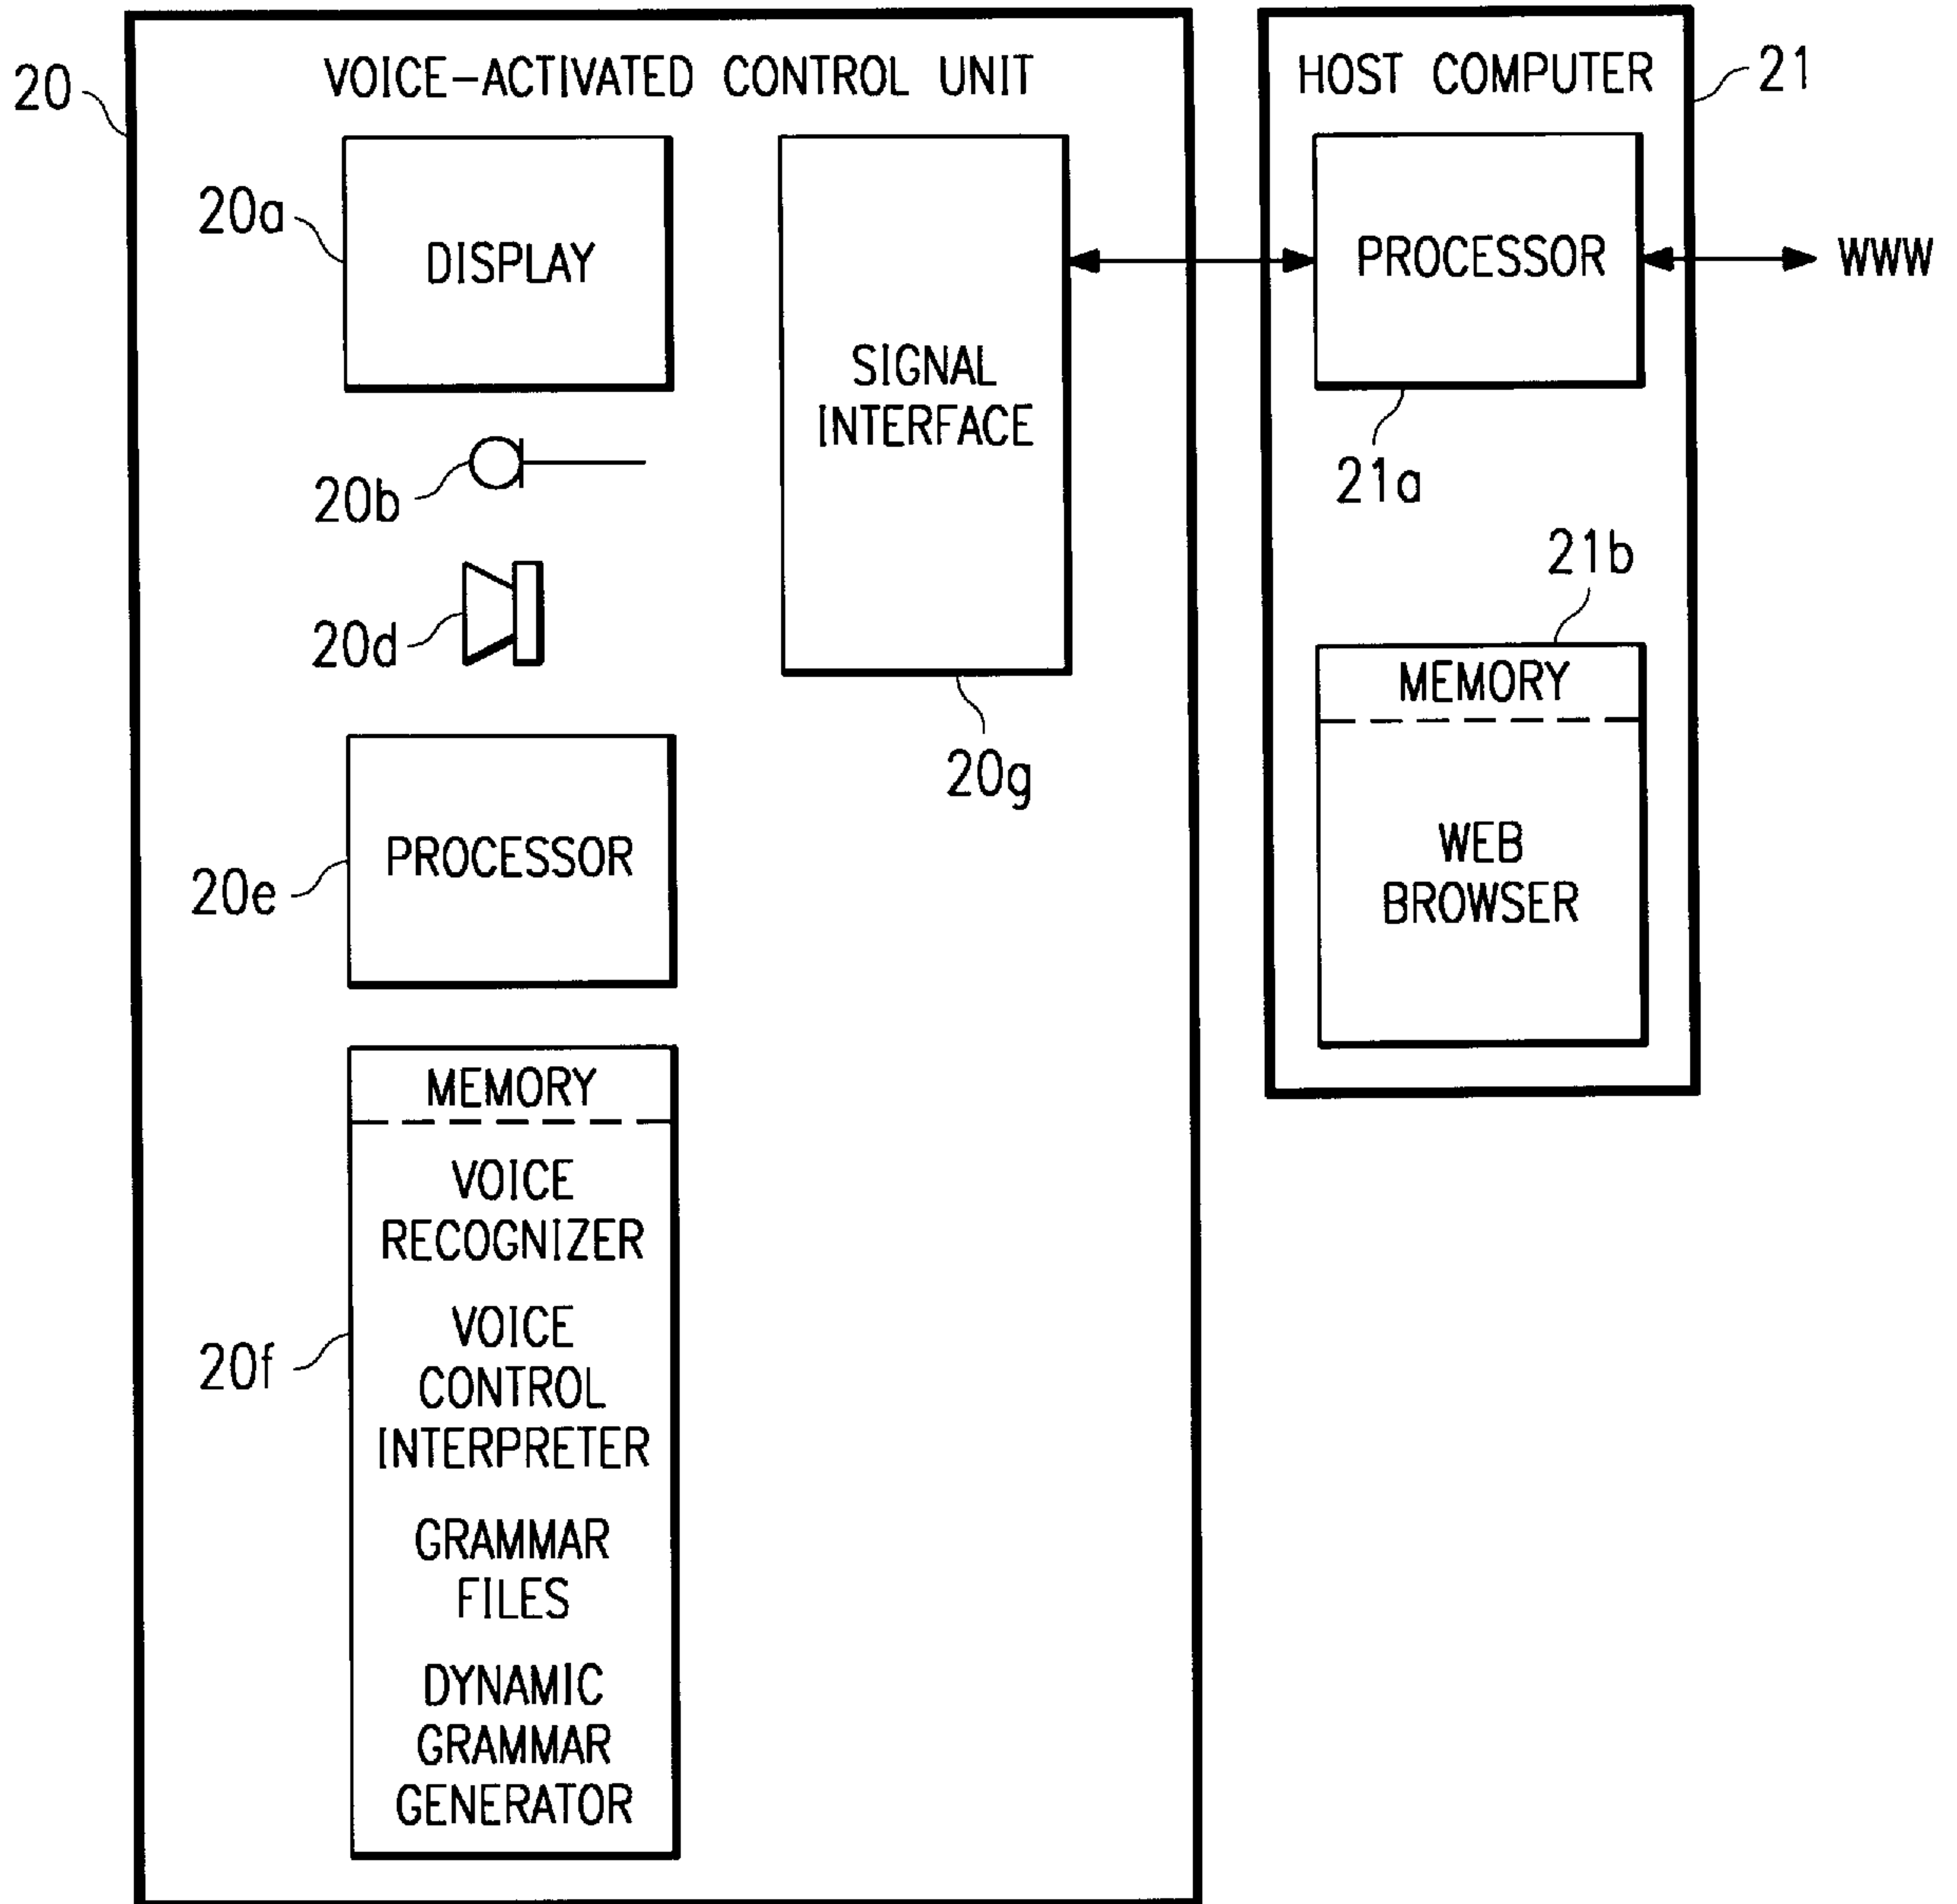 20
VOICE-ACTIVATED CONTROL UNIT
20a
DISPLAY
20b
20d
20e
PROCESSOR
20f
MEMORY
VOICE
RECOGNIZER
VOICE
CONTROL
INTERPRETER
GRAMMAR
FILES
DYNAMIC
GRAMMAR
GENERATOR
SIGNAL
INTERFACE
20g
HOST COMPUTER
21
PROCESSOR
WWW
21a
21b
MEMORY
WEB
BROWSER